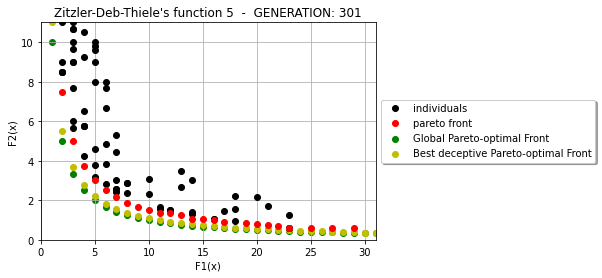 Zitzler-Deb-Thiele's function 5 - GENERATION: 301
10
8
6
4
2
0
F2(x)
0 5 10 15 20 25 30
F1(x)
individuals
pareto front
Global Pareto-optimal Front
Best deceptive Pareto-optimal Front